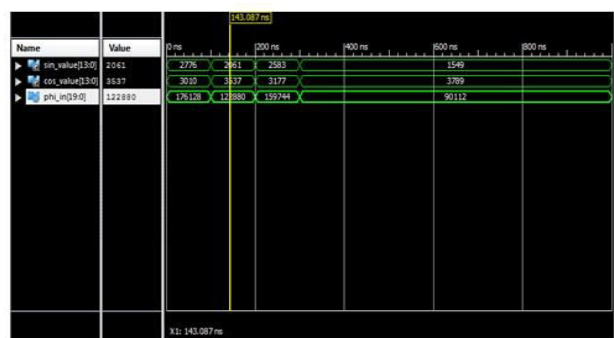 143.087 ns
Name Value 0 ns 200 ns 400 ns 600 ns 800 ns
sin_value[13:0] 2061 2776 2061 2583 1549
cos_value[13:0] 3537 3010 3537 3177 3789
phi_in[19:0] 122880 176128 122880 159744 90112
X1: 143.087 ns